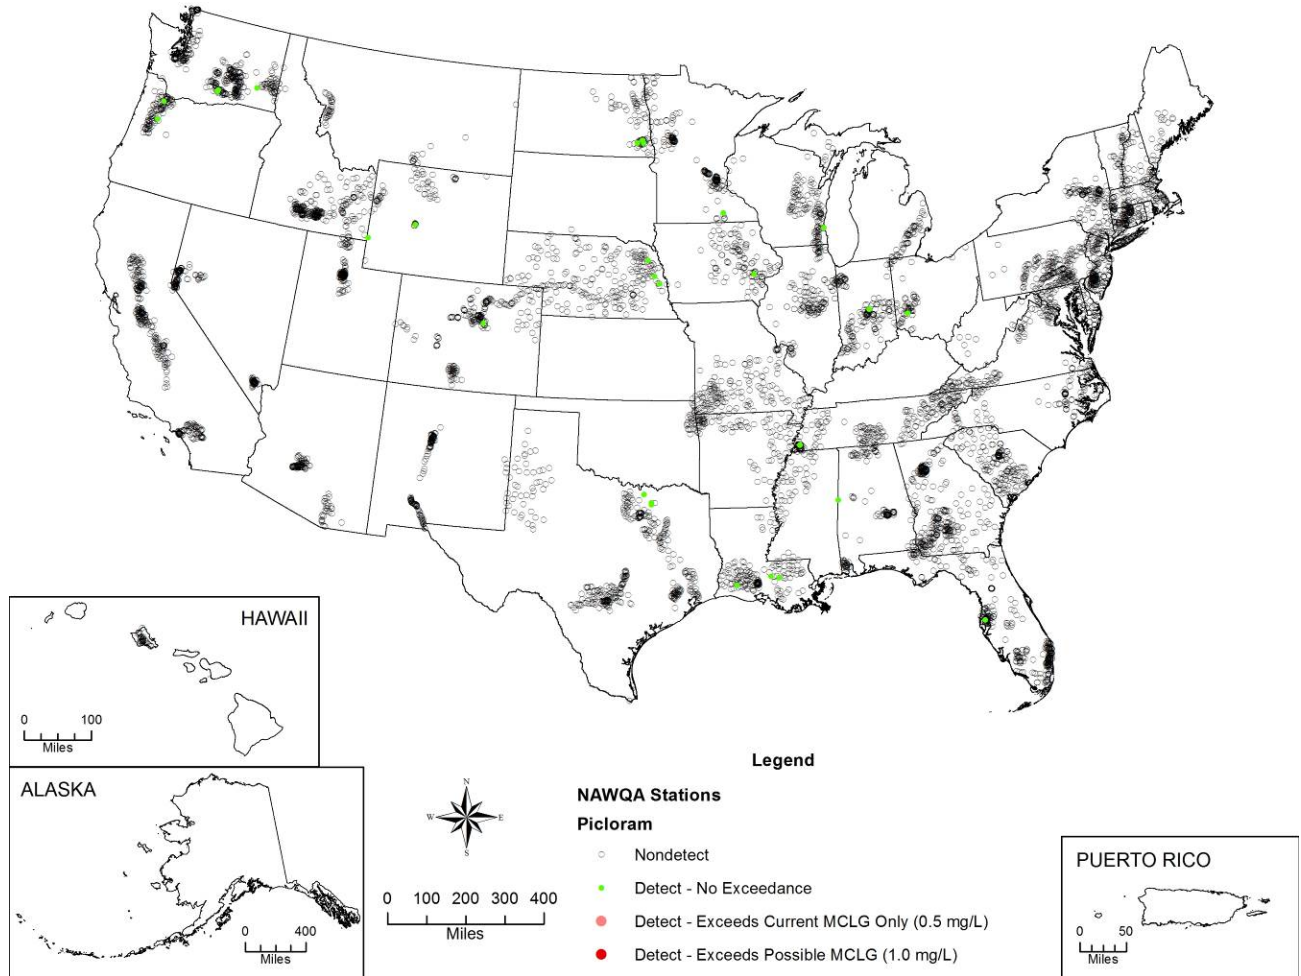 HAWAII
0 100
Miles
ALASKA
0 400
Miles
N
W E
S
0 100 200 300 400
Miles
Legend
NAWQA Stations
Picloram
Nondetect
Detect - No Exceedance
Detect - Exceeds Current MCLG Only (0.5 mg/L)
Detect - Exceeds Possible MCLG (1.0 mg/L)
PUERTO RICO
0 50
Miles